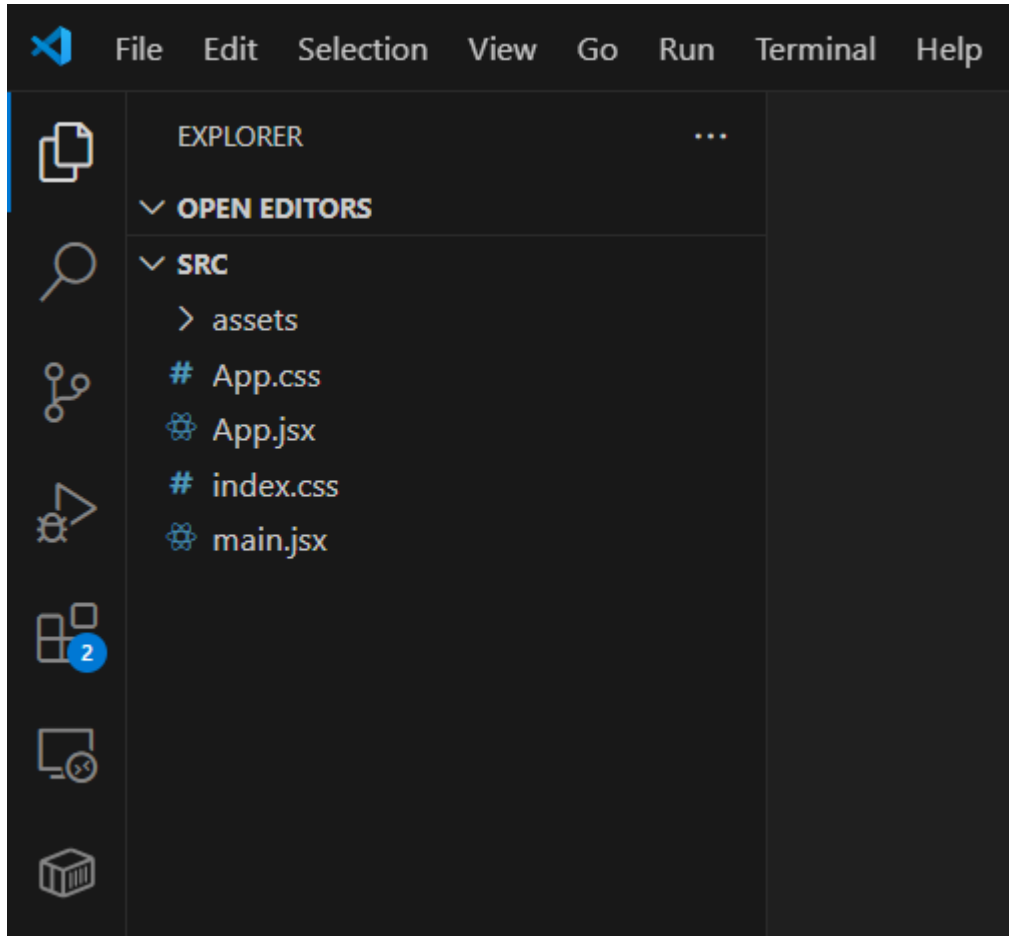 File Edit Selection View Go Run Terminal Help
EXPLORER ...
OPEN EDITORS
SRC
assets
# App.css
App.jsx
# index.css
main.jsx
2